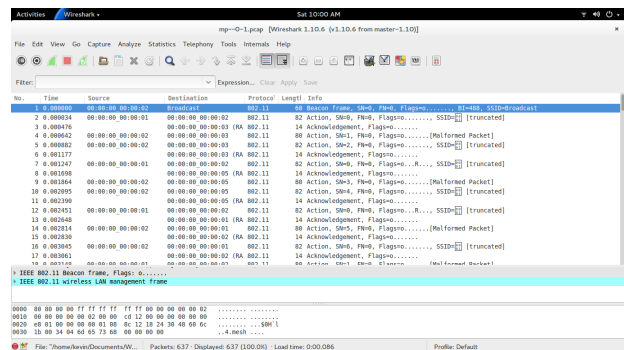 Activities Wireshark Sat 10:00 AM
mp--0-1.pcap [Wireshark 1.10.6 (v1.10.6 from master-1.10)]
File Edit View Go Capture Analyze Statistics Telephony Tools Internals Help
Filter: Expression... Clear Apply Save
No. Time Source Destination Protocol Length Info
1 0.000000 00:00:00_00:00:02 Broadcast 802.11 60 Beacon frame, SN=0, FN=0, Flags=o......., BI=488, SSID=Broadcast
2 0.000034 00:00:00_00:00:01 00:00:00_00:00:02 802.11 82 Action, SN=0, FN=0, Flags=o......., SSID= [truncated]
3 0.000476 00:00:00_00:00:03 (RA 802.11 14 Acknowledgement, Flags=o.......
4 0.000642 00:00:00_00:00:02 00:00:00_00:00:03 802.11 80 Action, SN=1, FN=0, Flags=o.......[Malformed Packet]
5 0.000882 00:00:00_00:00:02 00:00:00_00:00:03 802.11 82 Action, SN=2, FN=0, Flags=o......., SSID= [truncated]
6 0.001177 00:00:00_00:00:03 (RA 802.11 14 Acknowledgement, Flags=o.......
7 0.001247 00:00:00_00:00:01 00:00:00_00:00:02 802.11 82 Action, SN=0, FN=0, Flags=o...R..., SSID= [truncated]
8 0.001698 00:00:00_00:00:05 (RA 802.11 14 Acknowledgement, Flags=o.......
9 0.001864 00:00:00_00:00:02 00:00:00_00:00:05 802.11 80 Action, SN=3, FN=0, Flags=o.......[Malformed Packet]
10 0.002095 00:00:00_00:00:02 00:00:00_00:00:05 802.11 82 Action, SN=4, FN=0, Flags=o......., SSID= [truncated]
11 0.002390 00:00:00_00:00:05 (RA 802.11 14 Acknowledgement, Flags=o.......
12 0.002451 00:00:00_00:00:01 00:00:00_00:00:02 802.11 82 Action, SN=0, FN=0, Flags=o...R..., SSID= [truncated]
13 0.002648 00:00:00_00:00:01 (RA 802.11 14 Acknowledgement, Flags=o.......
14 0.002814 00:00:00_00:00:02 00:00:00_00:00:01 802.11 80 Action, SN=5, FN=0, Flags=o.......[Malformed Packet]
15 0.002830 00:00:00_00:00:02 (RA 802.11 14 Acknowledgement, Flags=o.......
16 0.003045 00:00:00_00:00:02 00:00:00_00:00:01 802.11 82 Action, SN=6, FN=0, Flags=o......., SSID= [truncated]
17 0.003061 00:00:00_00:00:02 (RA 802.11 14 Acknowledgement, Flags=o.......
IEEE 802.11 Beacon frame, Flags: o.......
IEEE 802.11 wireless LAN management frame
0000 80 80 00 00 ff ff ff ff ff ff 00 00 00 00 00 02 ........ ........
0010 00 00 00 00 00 02 00 00 cd 12 00 00 00 00 00 00 ........ ........
0020 e8 01 00 00 00 00 01 08 8c 12 18 24 30 48 60 6c ........ ...$0H`l
0030 1b 00 34 04 6d 65 73 68 00 00 00 00 ..4.mesh ....
File: "/home/kevin/Documents/W... Packets: 637 · Displayed: 637 (100.0%) · Load time: 0:00.086 Profile: Default